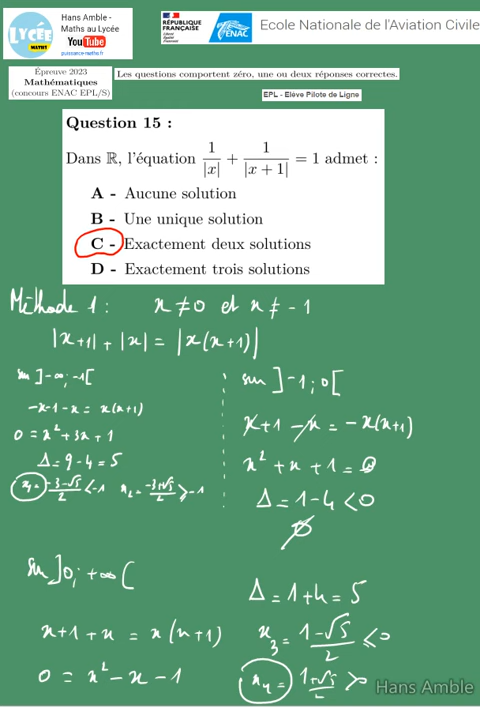 LYCÉE
MATHS
Hans Amble -
Maths au Lycée
YouTube
puissance-maths.fr
RÉPUBLIQUE
FRANÇAISE
ENAC
Ecole Nationale de l'Aviation Civile
Épreuve 2023
Mathématiques
(concours ENAC EPL/S)
Les questions comportent zéro, une ou deux réponses correctes.
EPL - Elève Pilote de Ligne
Question 15 :
Dans ℝ, l'équation 1/|x| + 1/|x + 1| = 1 admet :
A - Aucune solution
B - Une unique solution
C - Exactement deux solutions
D - Exactement trois solutions
Méthode 1 : x ≠ 0 et x ≠ -1
|x+1| + |x| = |x(x+1)|
sur ]-∞; -1[
-x-1-x = x(x+1)
0 = x² + 3x + 1
Δ = 9 - 4 = 5
x₁ = (-3-√5)/2 < -1 x₂ = (-3+√5)/2 > -1
sur ]-1; 0[
x+1 -x = -x(x+1)
x² + x + 1 = 0
Δ = 1 - 4 < 0
∅
sur ]0; +∞[
x+1 + x = x(x+1)
0 = x² - x - 1
Δ = 1 + 4 = 5
x₃ = (1-√5)/2 ≤ 0
x₄ = (1+√5)/2 >
Hans Amble